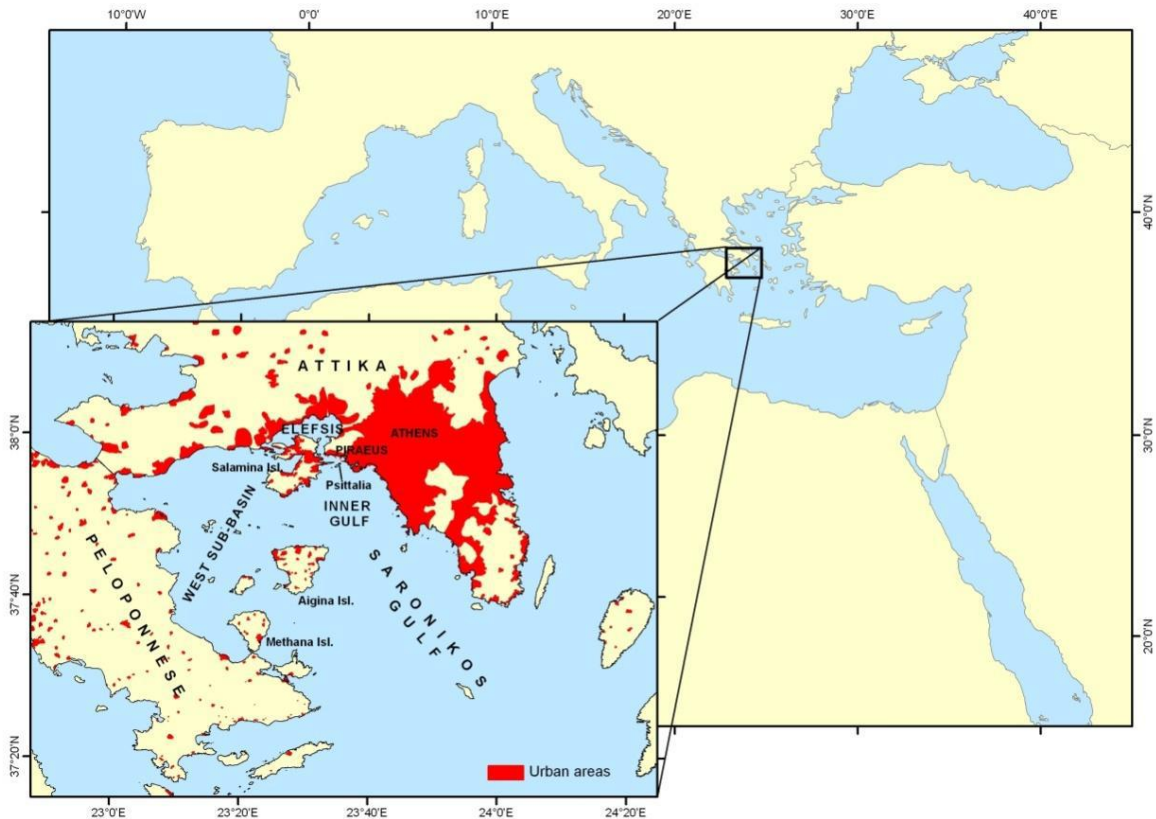 10°0'W 0°0' 10°0'E 20°0'E 30°0'E 40°0'E
40°0'N
30°0'N
20°0'N
ATTIKA
38°0'N
ELEFSIS
ATHENS
PIRAEUS
Salamina Isl.
Psittalia
INNER
GULF
WEST SUB-BASIN
PELOPONNESE
SARONIKOS
GULF
37°40'N
Aigina Isl.
Methana Isl.
37°20'N
Urban areas
23°0'E 23°20'E 23°40'E 24°0'E 24°20'E